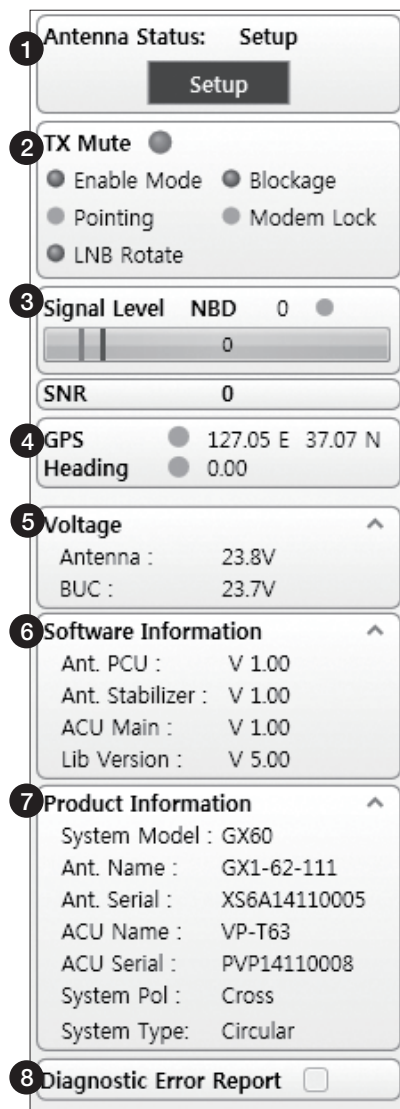 1 Antenna Status: Setup
Setup
2 TX Mute
Enable Mode Blockage
Pointing Modem Lock
LNB Rotate
3 Signal Level NBD 0
0
SNR 0
4 GPS 127.05 E 37.07 N
Heading 0.00
5 Voltage
Antenna : 23.8V
BUC : 23.7V
6 Software Information
Ant. PCU : V 1.00
Ant. Stabilizer : V 1.00
ACU Main : V 1.00
Lib Version : V 5.00
7 Product Information
System Model : GX60
Ant. Name : GX1-62-111
Ant. Serial : XS6A14110005
ACU Name : VP-T63
ACU Serial : PVP14110008
System Pol : Cross
System Type: Circular
8 Diagnostic Error Report